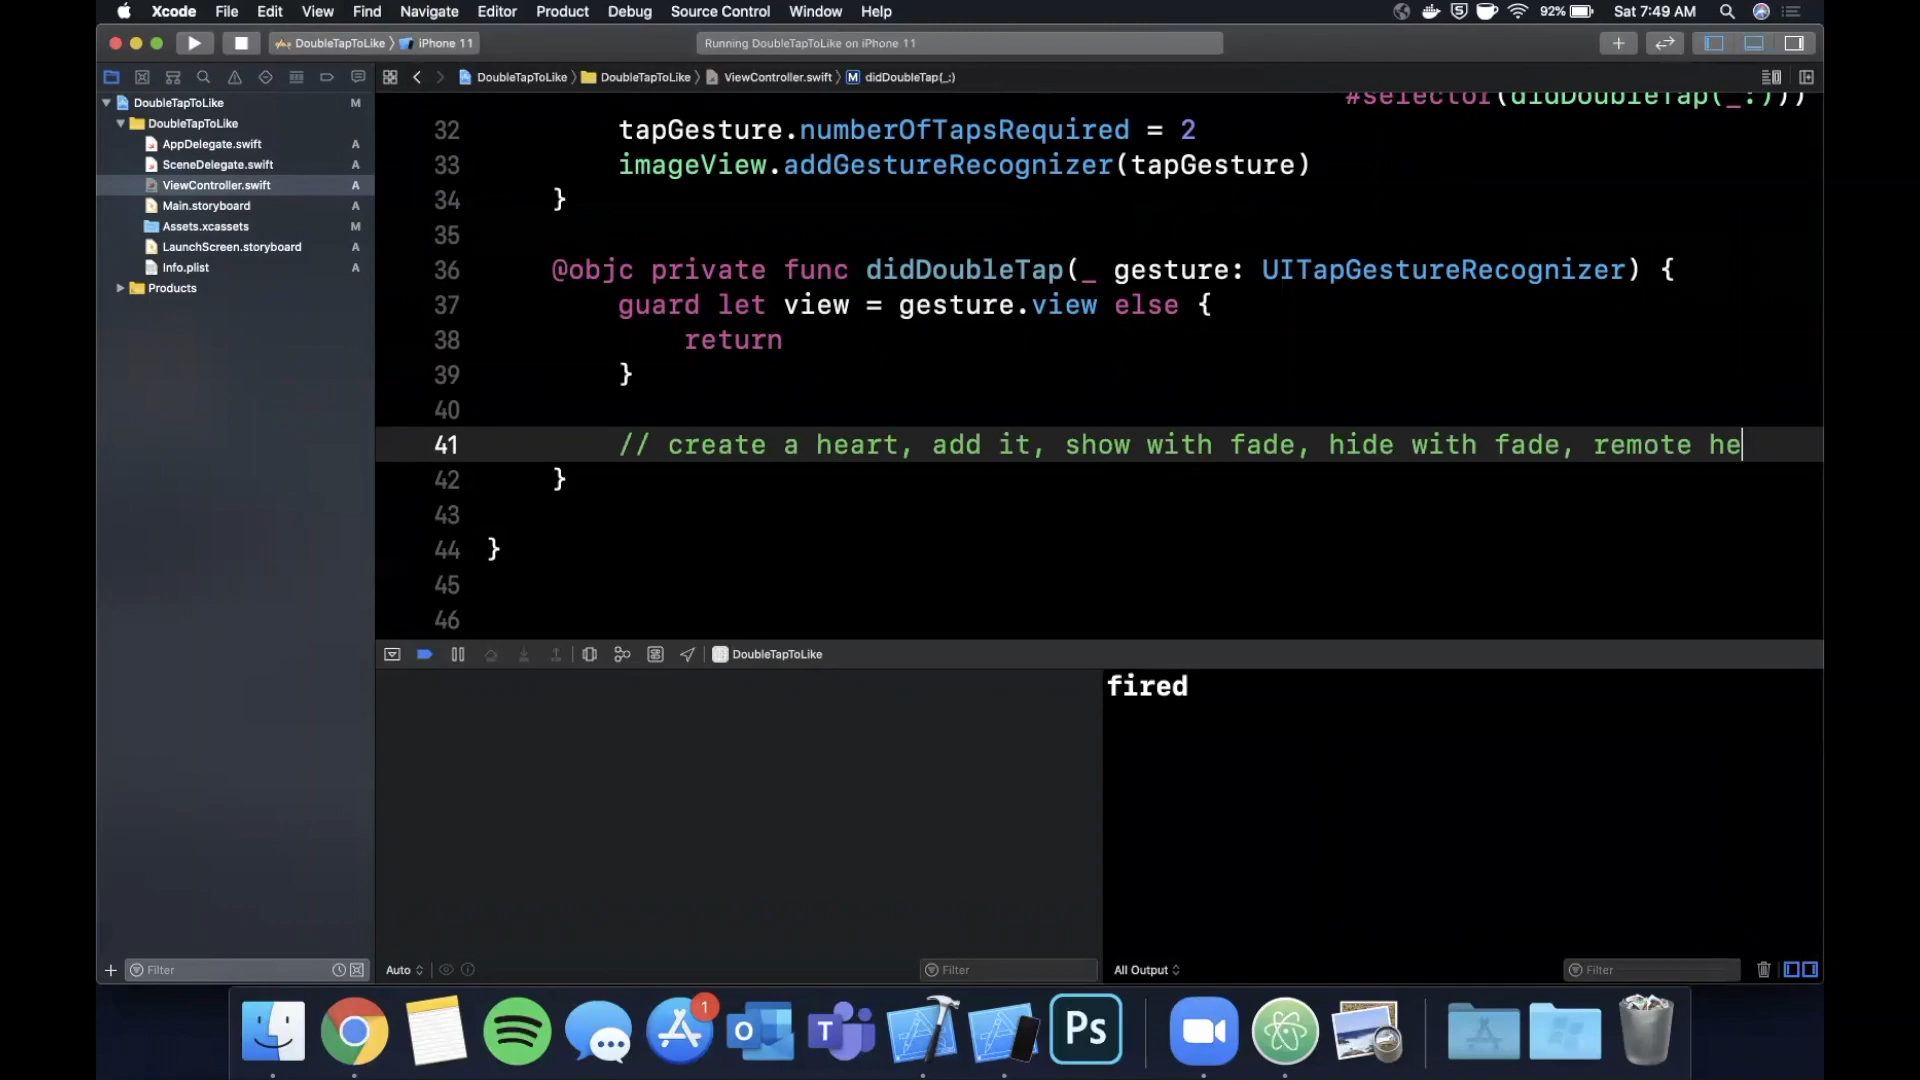 Xcode File Edit View Find Navigate Editor Product Debug Source Control Window Help 92% Sat 7:49 AM
DoubleTapToLike iPhone 11 Running DoubleTapToLike on iPhone 11
DoubleTapToLike DoubleTapToLike ViewController.swift M didDoubleTap(_:)
DoubleTapToLike M
DoubleTapToLike
AppDelegate.swift A
SceneDelegate.swift A
ViewController.swift A
Main.storyboard A
Assets.xcassets M
LaunchScreen.storyboard A
Info.plist A
Products
#selector(didDoubleTap(_:)))
32 tapGesture.numberOfTapsRequired = 2
33 imageView.addGestureRecognizer(tapGesture)
34 }
35
36 @objc private func didDoubleTap(_ gesture: UITapGestureRecognizer) {
37 guard let view = gesture.view else {
38 return
39 }
40
41 // create a heart, add it, show with fade, hide with fade, remote he
42 }
43
44 }
45
46
DoubleTapToLike
fired
Filter Auto Filter All Output Filter
1
O T Ps